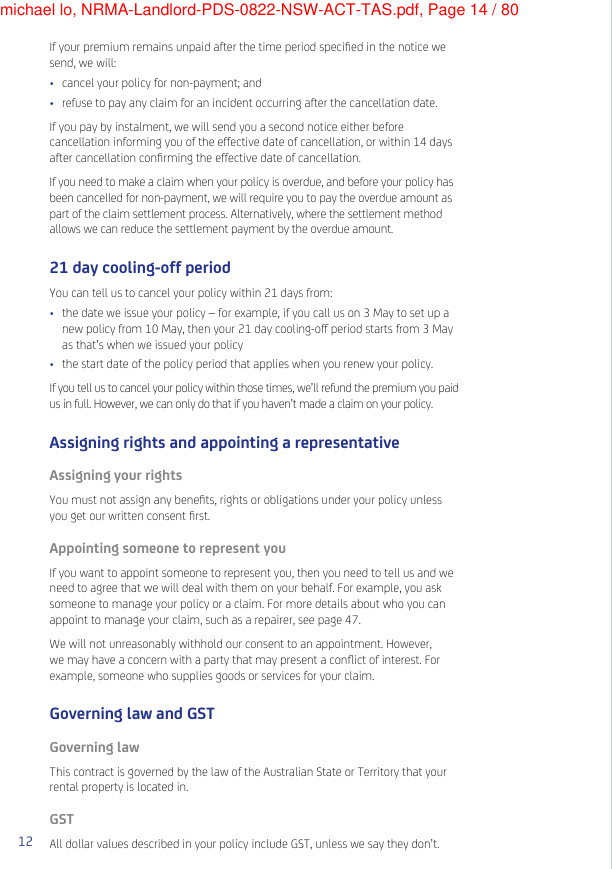 michael lo, NRMA-Landlord-PDS-0822-NSW-ACT-TAS.pdf, Page 14 / 80
If your premium remains unpaid after the time period specified in the notice we
send, we will:
• cancel your policy for non-payment; and
• refuse to pay any claim for an incident occurring after the cancellation date.
If you pay by instalment, we will send you a second notice either before
cancellation informing you of the effective date of cancellation, or within 14 days
after cancellation confirming the effective date of cancellation.
If you need to make a claim when your policy is overdue, and before your policy has
been cancelled for non-payment, we will require you to pay the overdue amount as
part of the claim settlement process. Alternatively, where the settlement method
allows we can reduce the settlement payment by the overdue amount.
21 day cooling-off period
You can tell us to cancel your policy within 21 days from:
• the date we issue your policy – for example, if you call us on 3 May to set up a
new policy from 10 May, then your 21 day cooling-off period starts from 3 May
as that's when we issued your policy
• the start date of the policy period that applies when you renew your policy.
If you tell us to cancel your policy within those times, we'll refund the premium you paid
us in full. However, we can only do that if you haven't made a claim on your policy.
Assigning rights and appointing a representative
Assigning your rights
You must not assign any benefits, rights or obligations under your policy unless
you get our written consent first.
Appointing someone to represent you
If you want to appoint someone to represent you, then you need to tell us and we
need to agree that we will deal with them on your behalf. For example, you ask
someone to manage your policy or a claim. For more details about who you can
appoint to manage your claim, such as a repairer, see page 47.
We will not unreasonably withhold our consent to an appointment. However,
we may have a concern with a party that may present a conflict of interest. For
example, someone who supplies goods or services for your claim.
Governing law and GST
Governing law
This contract is governed by the law of the Australian State or Territory that your
rental property is located in.
GST
All dollar values described in your policy include GST, unless we say they don't.
12